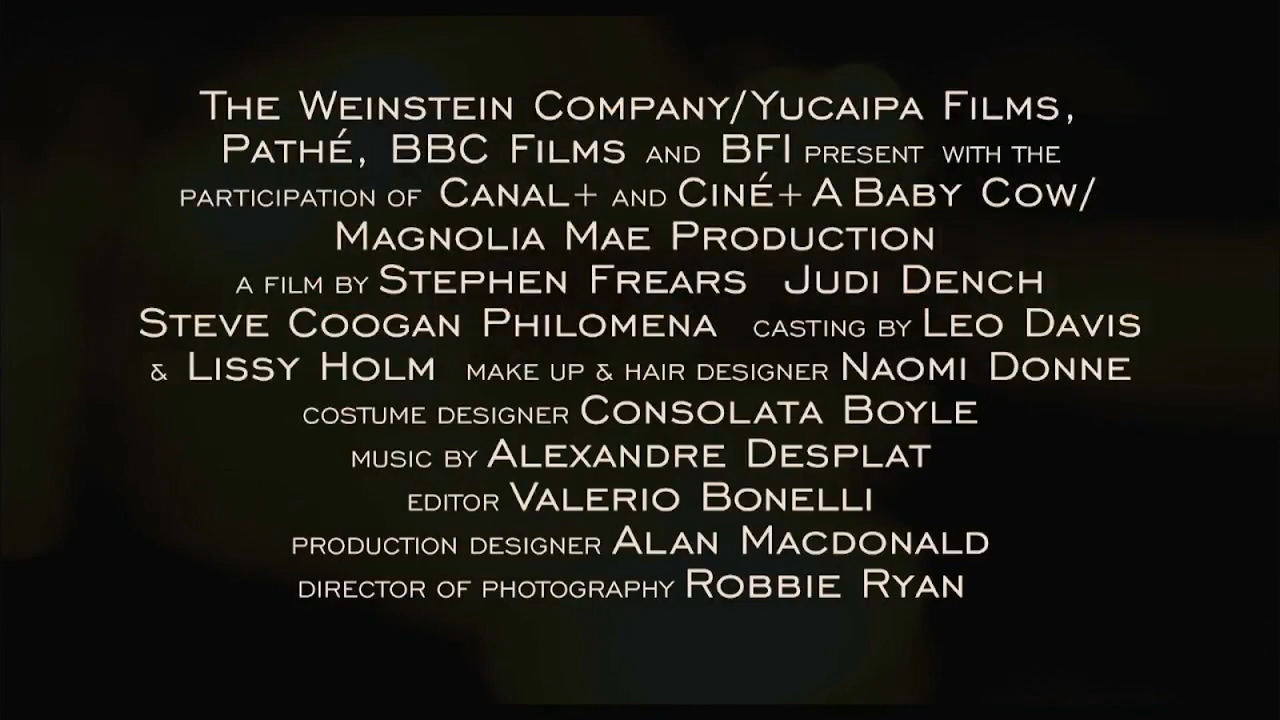 The Weinstein Company/Yucaipa Films,
Pathé, BBC Films and BFI present with the
participation of Canal+ and Ciné+ A Baby Cow/
Magnolia Mae Production
a film by Stephen Frears Judi Dench
Steve Coogan Philomena casting by Leo Davis
& Lissy Holm make up & hair designer Naomi Donne
costume designer Consolata Boyle
music by Alexandre Desplat
editor Valerio Bonelli
production designer Alan Macdonald
director of photography Robbie Ryan